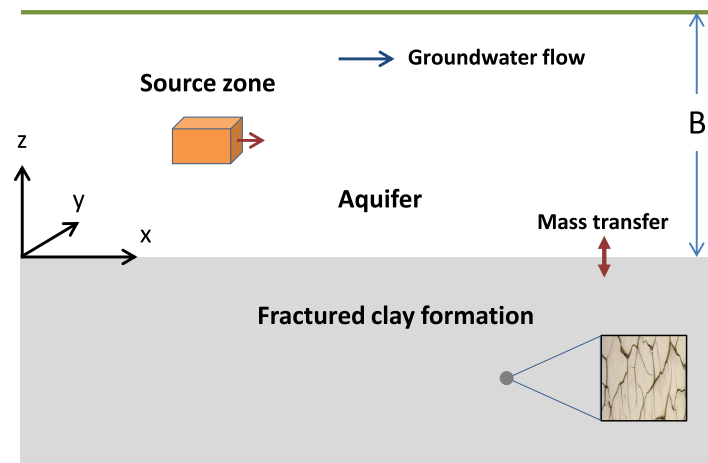 Groundwater flow
Source zone
B
z
y
Aquifer
x
Mass transfer
Fractured clay formation